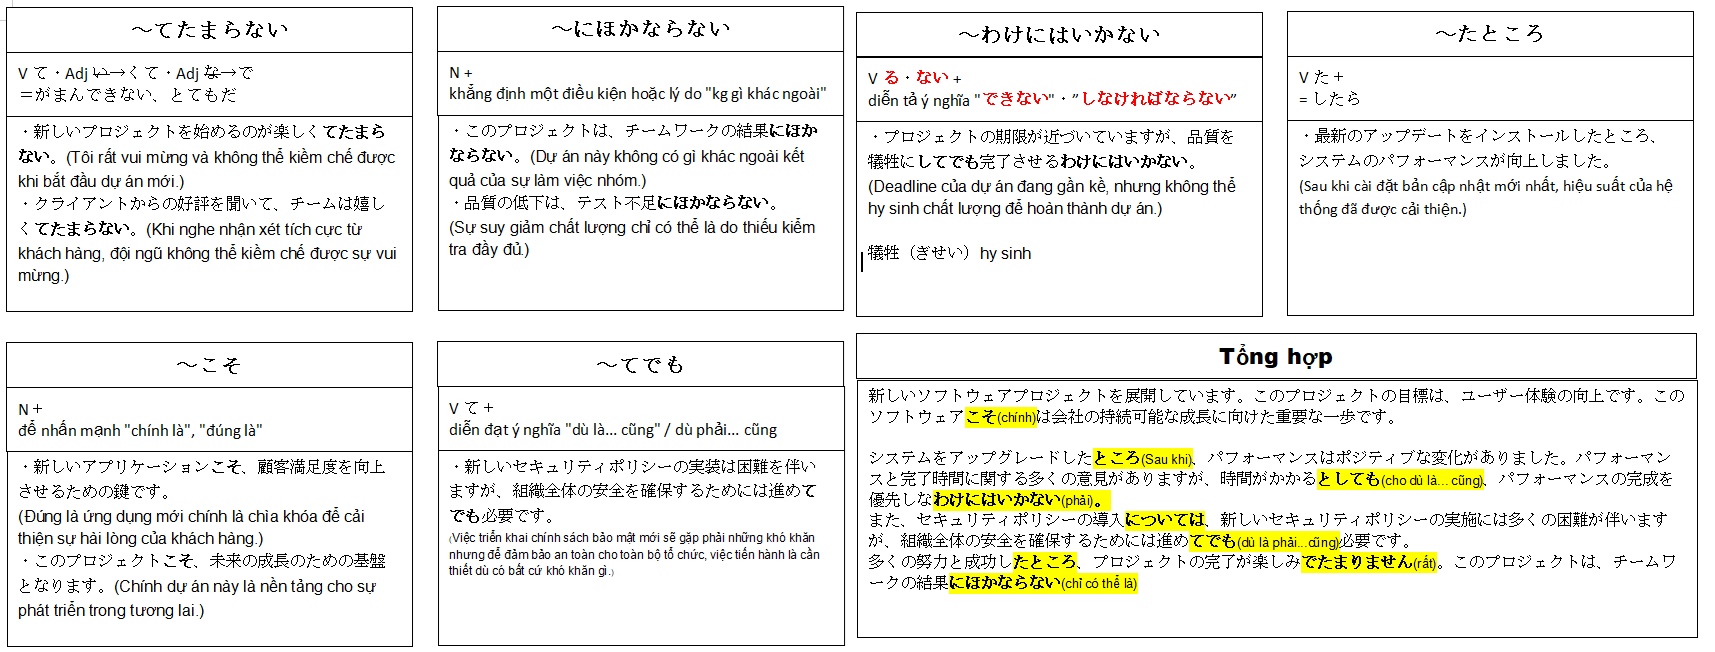 ～てたまらない
V て・Adj い→くて・Adj な→で
＝がまんできない、とてもだ
・新しいプロジェクトを始めるのが楽しくてたまら
ない。(Tôi rất vui mừng và không thể kiềm chế được
khi bắt đầu dự án mới.)
・クライアントからの好評を聞いて、チームは嬉し
くてたまらない。(Khi nghe nhận xét tích cực từ
khách hàng, đội ngũ không thể kiềm chế được sự vui
mừng.)
～にほかならない
N +
khẳng định một điều kiện hoặc lý do "kg gì khác ngoài"
・このプロジェクトは、チームワークの結果にほか
ならない。(Dự án này không có gì khác ngoài kết
quả của sự làm việc nhóm.)
・品質の低下は、テスト不足にほかならない。
(Sự suy giảm chất lượng chỉ có thể là do thiếu kiểm
tra đầy đủ.)
～わけにはいかない
V る・ない +
diễn tả ý nghĩa "できない"・"しなければならない"
・プロジェクトの期限が近づいていますが、品質を
犠牲にしてでも完了させるわけにはいかない。
(Deadline của dự án đang gần kề, nhưng không thể
hy sinh chất lượng để hoàn thành dự án.)
犠牲（ぎせい）hy sinh
～たところ
V た +
= したら
・最新のアップデートをインストールしたところ、
システムのパフォーマンスが向上しました。
(Sau khi cài đặt bản cập nhật mới nhất, hiệu suất của hệ
thống đã được cải thiện.)
～こそ
N +
để nhấn mạnh "chính là", "đúng là"
・新しいアプリケーションこそ、顧客満足度を向上
させるための鍵です。
(Đúng là ứng dụng mới chính là chìa khóa để cải
thiện sự hài lòng của khách hàng.)
・このプロジェクトこそ、未来の成長のための基盤
となります。(Chính dự án này là nền tảng cho sự
phát triển trong tương lai.)
～てでも
V て +
diễn đạt ý nghĩa "dù là... cũng" / dù phải... cũng
・新しいセキュリティポリシーの実装は困難を伴い
ますが、組織全体の安全を確保するためには進めて
でも必要です。
(Việc triển khai chính sách bảo mật mới sẽ gặp phải những khó khăn
nhưng để đảm bảo an toàn cho toàn bộ tổ chức, việc tiến hành là cần
thiết dù có bất cứ khó khăn gì.)
Tổng hợp
新しいソフトウェアプロジェクトを展開しています。このプロジェクトの目標は、ユーザー体験の向上です。この
ソフトウェアこそ(chính)は会社の持続可能な成長に向けた重要な一歩です。
システムをアップグレードしたところ(Sau khi)、パフォーマンスはポジティブな変化がありました。パフォーマン
スと完了時間に関する多くの意見がありますが、時間がかかるとしても(cho dù là... cũng)、パフォーマンスの完成を
優先しなわけにはいかない(phải)。
また、セキュリティポリシーの導入については、新しいセキュリティポリシーの実施には多くの困難が伴います
が、組織全体の安全を確保するためには進めてでも(dù là phải...cũng)必要です。
多くの努力と成功したところ、プロジェクトの完了が楽しみでたまりません(rất)。このプロジェクトは、チームワ
ークの結果にほかならない(chỉ có thể là)